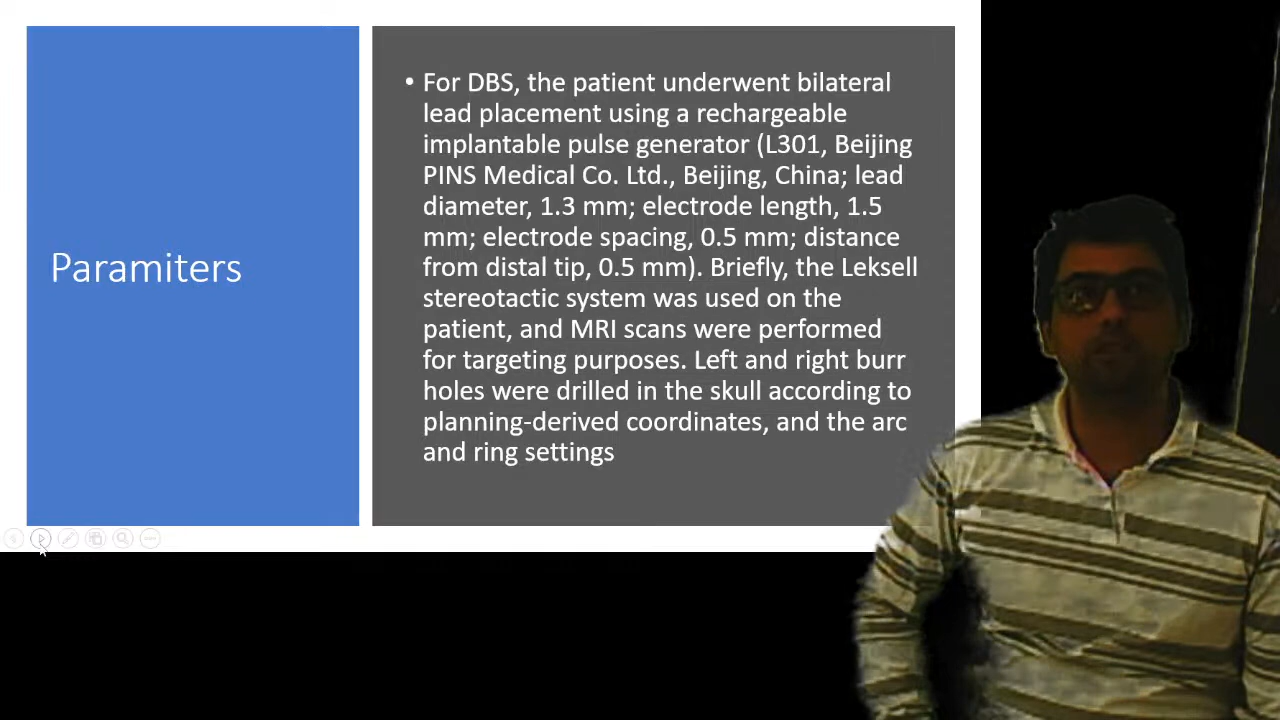 Paramiters
• For DBS, the patient underwent bilateral
lead placement using a rechargeable
implantable pulse generator (L301, Beijing
PINS Medical Co. Ltd., Beijing, China; lead
diameter, 1.3 mm; electrode length, 1.5
mm; electrode spacing, 0.5 mm; distance
from distal tip, 0.5 mm). Briefly, the Leksell
stereotactic system was used on the
patient, and MRI scans were performed
for targeting purposes. Left and right burr
holes were drilled in the skull according to
planning-derived coordinates, and the arc
and ring settings